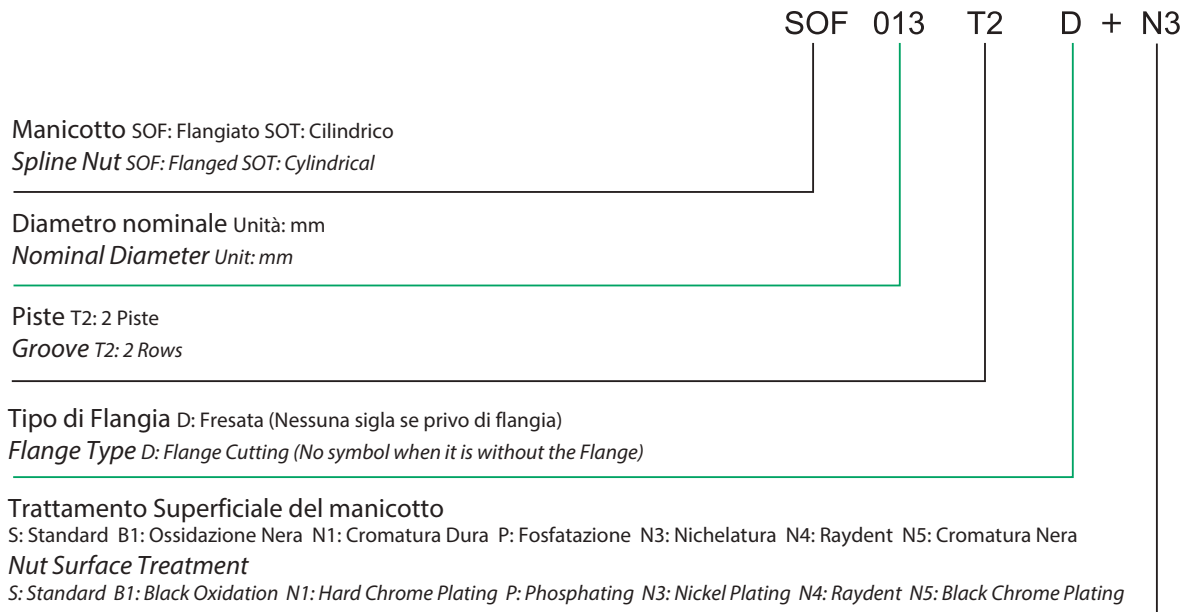 SOF 013 T2 D + N3
Manicotto SOF: Flangiato SOT: Cilindrico
Spline Nut SOF: Flanged SOT: Cylindrical
Diametro nominale Unità: mm
Nominal Diameter Unit: mm
Piste T2: 2 Piste
Groove T2: 2 Rows
Tipo di Flangia D: Fresata (Nessuna sigla se privo di flangia)
Flange Type D: Flange Cutting (No symbol when it is without the Flange)
Trattamento Superficiale del manicotto
S: Standard B1: Ossidazione Nera N1: Cromatura Dura P: Fosfatazione N3: Nichelatura N4: Raydent N5: Cromatura Nera
Nut Surface Treatment
S: Standard B1: Black Oxidation N1: Hard Chrome Plating P: Phosphating N3: Nickel Plating N4: Raydent N5: Black Chrome Plating